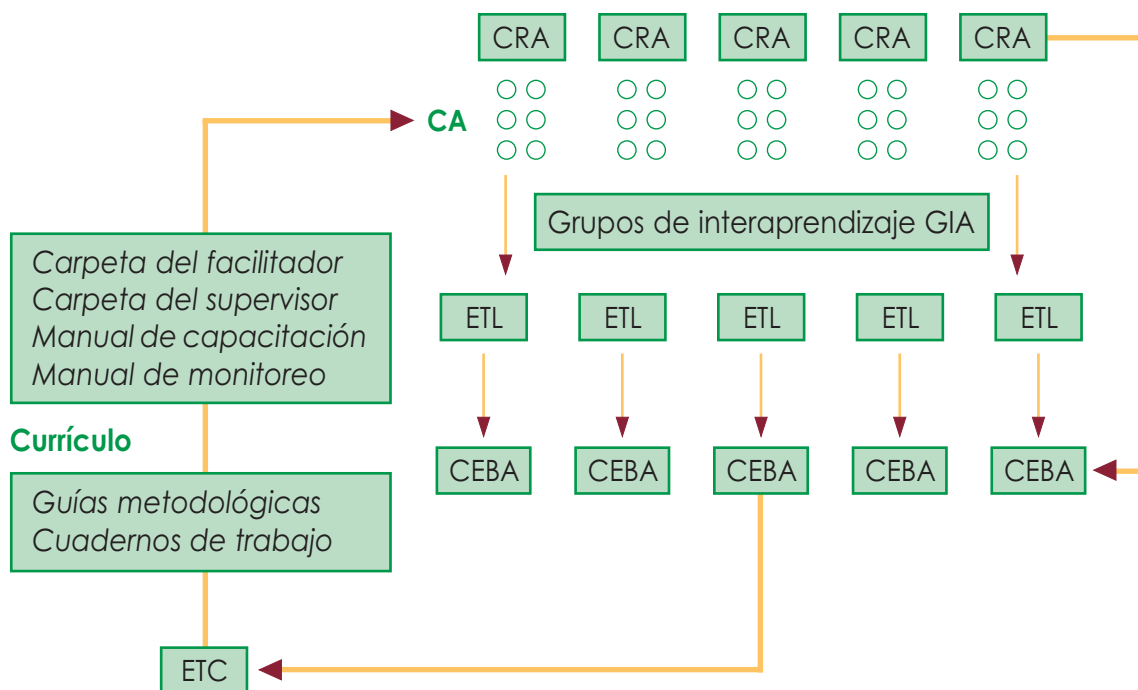 CRA CRA CRA CRA CRA
CA
Grupos de interaprendizaje GIA
Carpeta del facilitador
Carpeta del supervisor
Manual de capacitación
Manual de monitoreo
ETL ETL ETL ETL ETL
Currículo
CEBA CEBA CEBA CEBA CEBA
Guías metodológicas
Cuadernos de trabajo
ETC